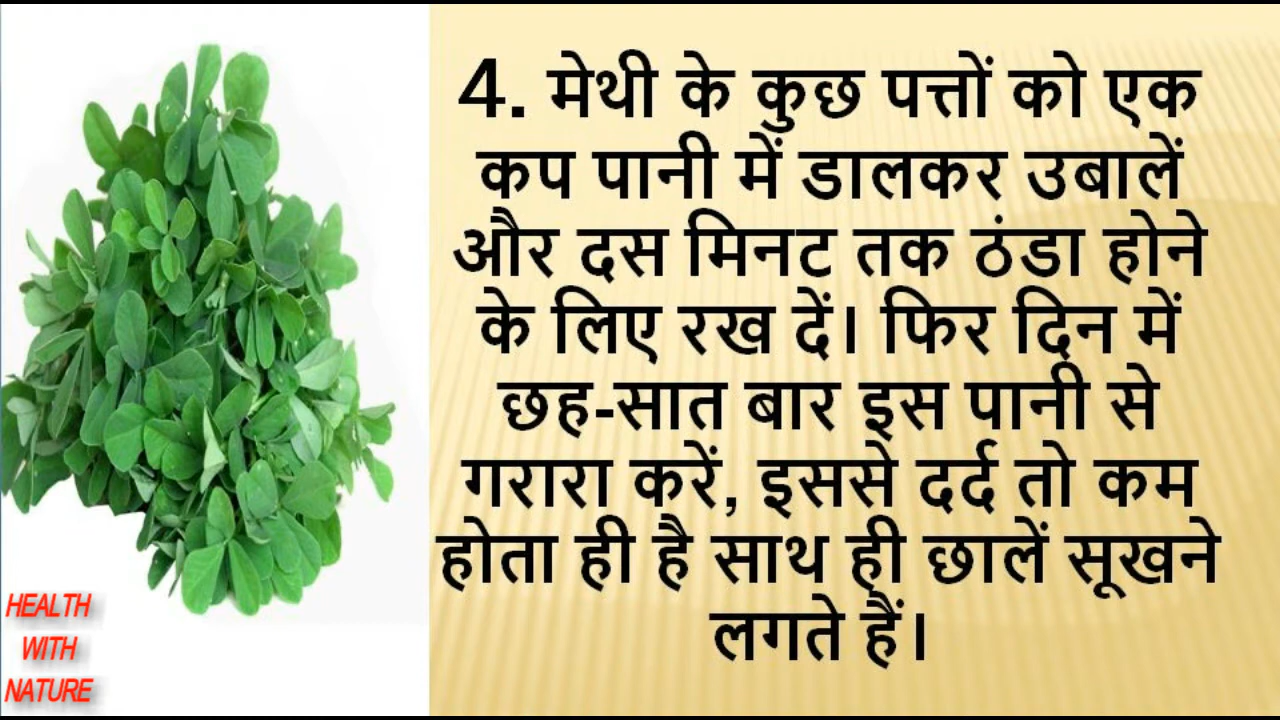 4. मेथी के कुछ पत्तों को एक
कप पानी में डालकर उबालें
और दस मिनट तक ठंडा होने
के लिए रख दें। फिर दिन में
छह-सात बार इस पानी से
गरारा करें, इससे दर्द तो कम
होता ही है साथ ही छालें सूखने
लगते हैं।
HEALTH
WITH
NATURE